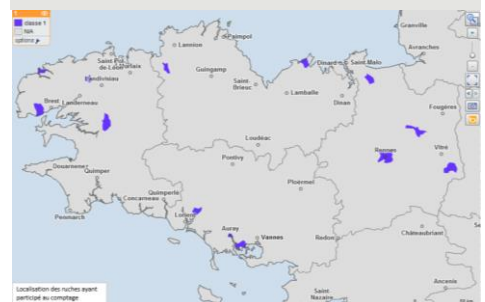 classe 1
N/A
options
Granville
Paimpol
Lannion
Avranches
Saint Pol-
de-Léon
Morlaix
Guingamp
Dinard
Saint-Malo
Landivisiau
Saint-
Brieuc
Lamballe
Dinan
Fougères
Brest
Landerneau
Loudéac
Rennes
Vitré
Pontivy
Douarnenez
Quimper
Ploërmel
Concarneau
Quimperlé
Lorient
Penmarch
Auray
Vannes
Redon
Châteaubriant
Ancenis
Saint
Nazaire
Localisation des ruches ayant
participé au comptage